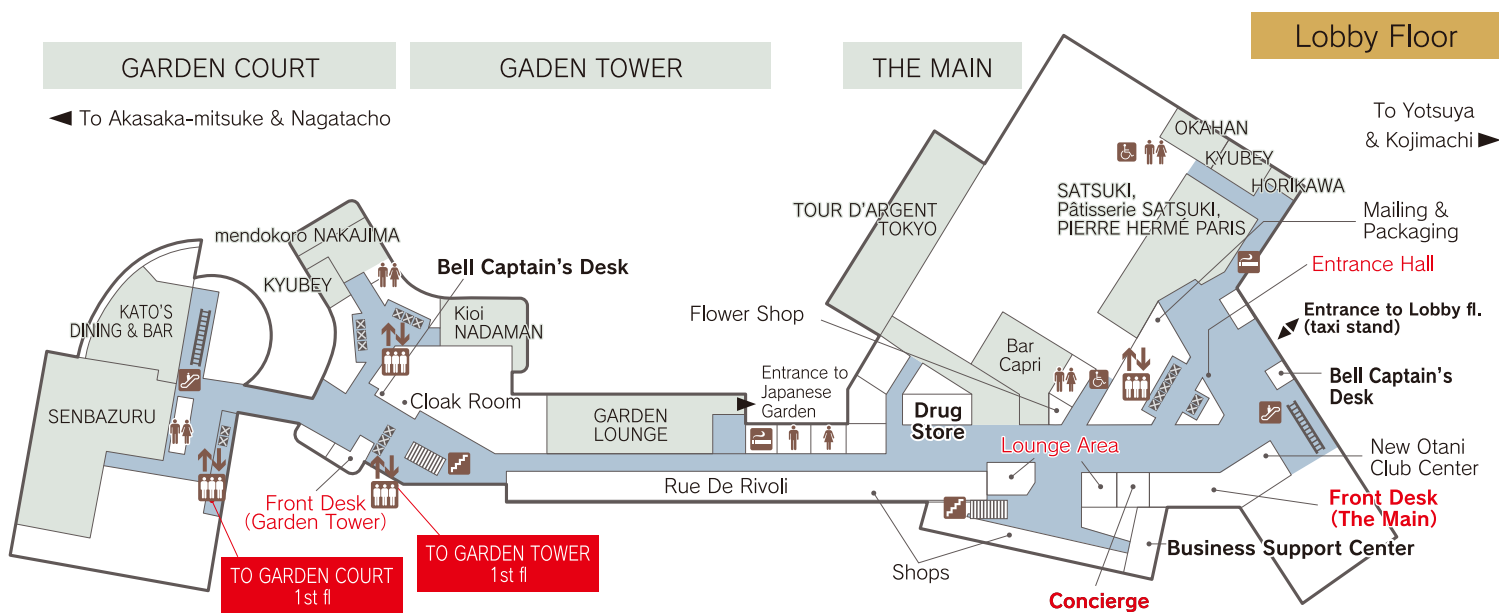 Lobby Floor
GARDEN COURT
GADEN TOWER
THE MAIN
To Akasaka-mitsuke & Nagatacho
To Yotsuya
& Kojimachi
OKAHAN
KYUBEY
HORIKAWA
SATSUKI,
Pâtisserie SATSUKI,
PIERRE HERMÉ PARIS
TOUR D'ARGENT
TOKYO
Mailing &
Packaging
Entrance Hall
Entrance to Lobby fl.
(taxi stand)
Bell Captain's
Desk
New Otani
Club Center
mendokoro NAKAJIMA
KYUBEY
Bell Captain's Desk
Kioi
NADAMAN
KATO'S
DINING & BAR
SENBAZURU
Cloak Room
GARDEN
LOUNGE
Entrance to
Japanese
Garden
Flower Shop
Bar
Capri
Drug
Store
Lounge Area
Rue De Rivoli
Front Desk
(Garden Tower)
Front Desk
(The Main)
TO GARDEN TOWER
1st fl
TO GARDEN COURT
1st fl
Shops
Business Support Center
Concierge